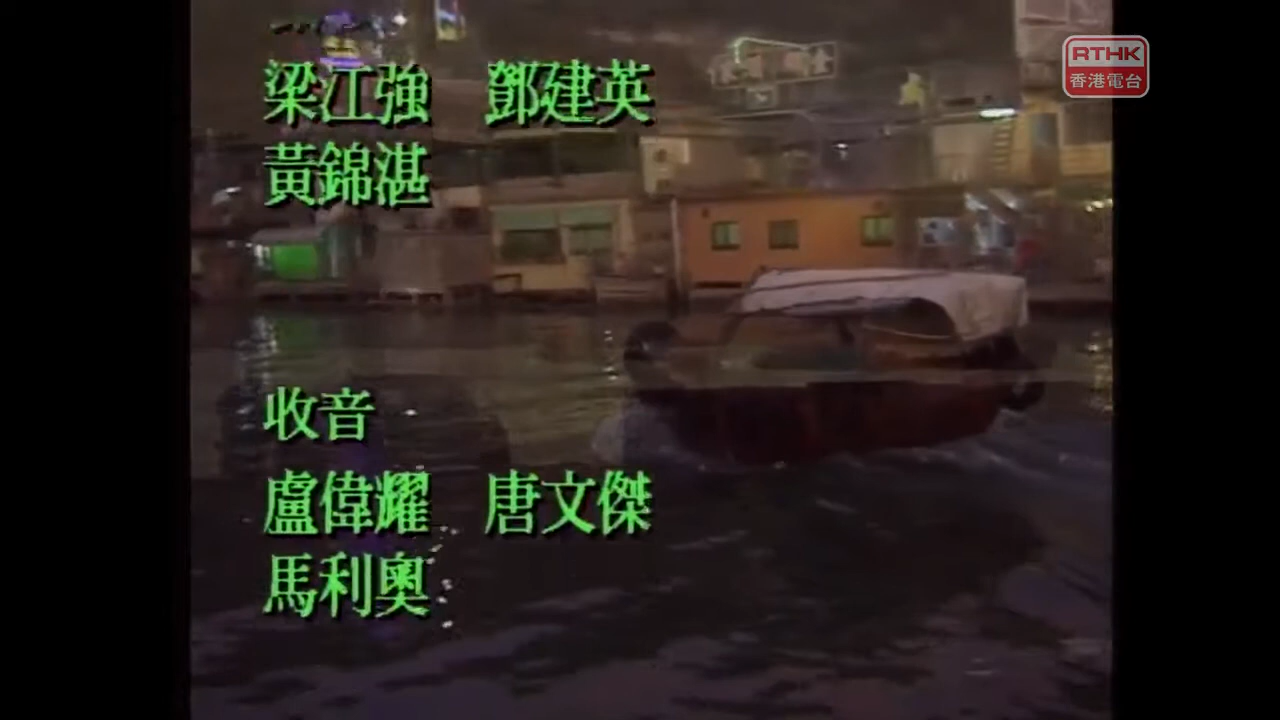 RTHK
香港電台
梁江強 鄧建英
黃錦湛
收音
盧偉耀 唐文傑
馬利奧